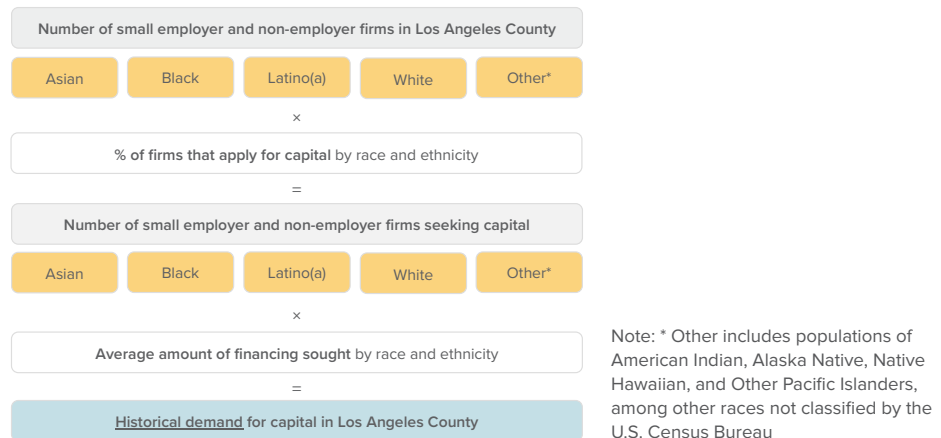 Number of small employer and non-employer firms in Los Angeles County
Asian Black Latino(a) White Other*
×
% of firms that apply for capital by race and ethnicity
=
Number of small employer and non-employer firms seeking capital
Asian Black Latino(a) White Other*
×
Average amount of financing sought by race and ethnicity
=
Historical demand for capital in Los Angeles County
Note: * Other includes populations of
American Indian, Alaska Native, Native
Hawaiian, and Other Pacific Islanders,
among other races not classified by the
U.S. Census Bureau